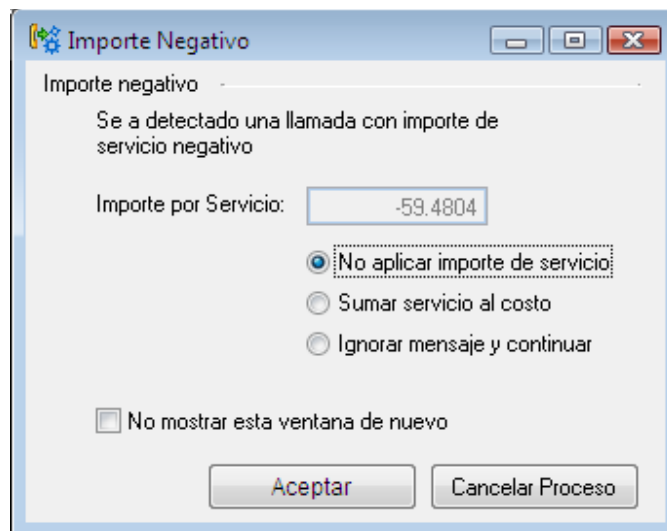 Importe Negativo
Importe negativo
Se a detectado una llamada con importe de
servicio negativo
Importe por Servicio: -59.4804
No aplicar importe de servicio
Sumar servicio al costo
Ignorar mensaje y continuar
No mostrar esta ventana de nuevo
Aceptar Cancelar Proceso